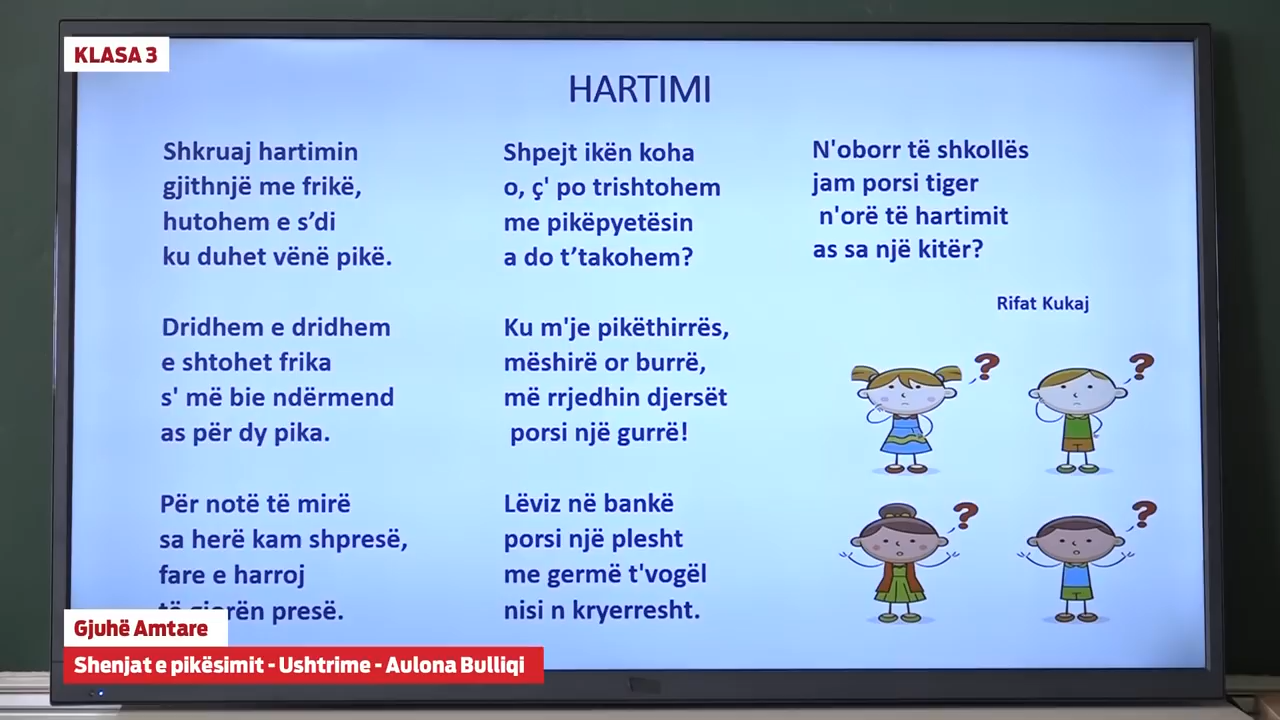 KLASA 3
HARTIMI
Shkruaj hartimin
gjithnjë me frikë,
hutohem e s’di
ku duhet vënë pikë.
Dridhem e dridhem
e shtohet frika
s' më bie ndërmend
as për dy pika.
Për notë të mirë
sa herë kam shpresë,
fare e harroj
presë.
Shpejt ikën koha
o, ç' po trishtohem
me pikëpyetësin
a do t’takohem?
Ku m'je pikëthirrës,
mëshirë or burrë,
më rrjedhin djersët
porsi një gurrë!
Lëviz në bankë
porsi një plesht
me germë t'vogël
nisi n kryerresht.
N'oborr të shkollës
jam porsi tiger
n'orë të hartimit
as sa një kitër?
Rifat Kukaj
?
?
?
?
Gjuhë Amtare
Shenjat e pikësimit - Ushtrime - Aulona Bulliqi